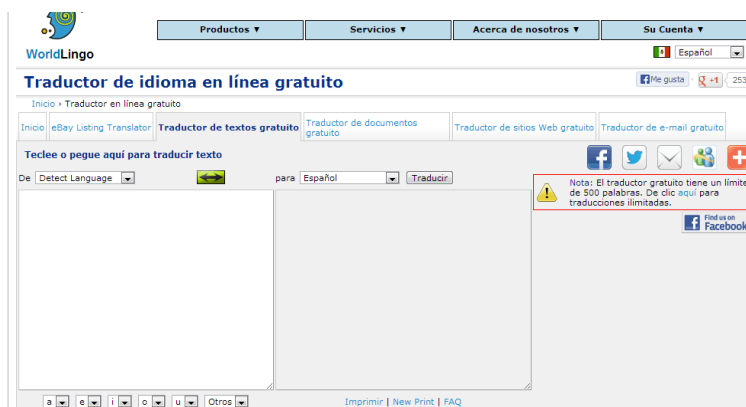 Productos ▼
Servicios ▼
Acerca de nosotros ▼
Su Cuenta ▼
WorldLingo
Español
Traductor de idioma en línea gratuito
Me gusta
+1
253
Inicio › Traductor en línea gratuito
Inicio
eBay Listing Translator
Traductor de textos gratuito
Traductor de documentos
gratuito
Traductor de sitios Web gratuito
Traductor de e-mail gratuito
Teclee o pegue aquí para traducir texto
De
Detect Language
para
Español
Traducir
Nota: El traductor gratuito tiene un límite
de 500 palabras. De clic aquí para
traducciones ilimitadas.
Find us on
Facebook
a
e
i
o
u
Otros
Imprimir | New Print | FAQ